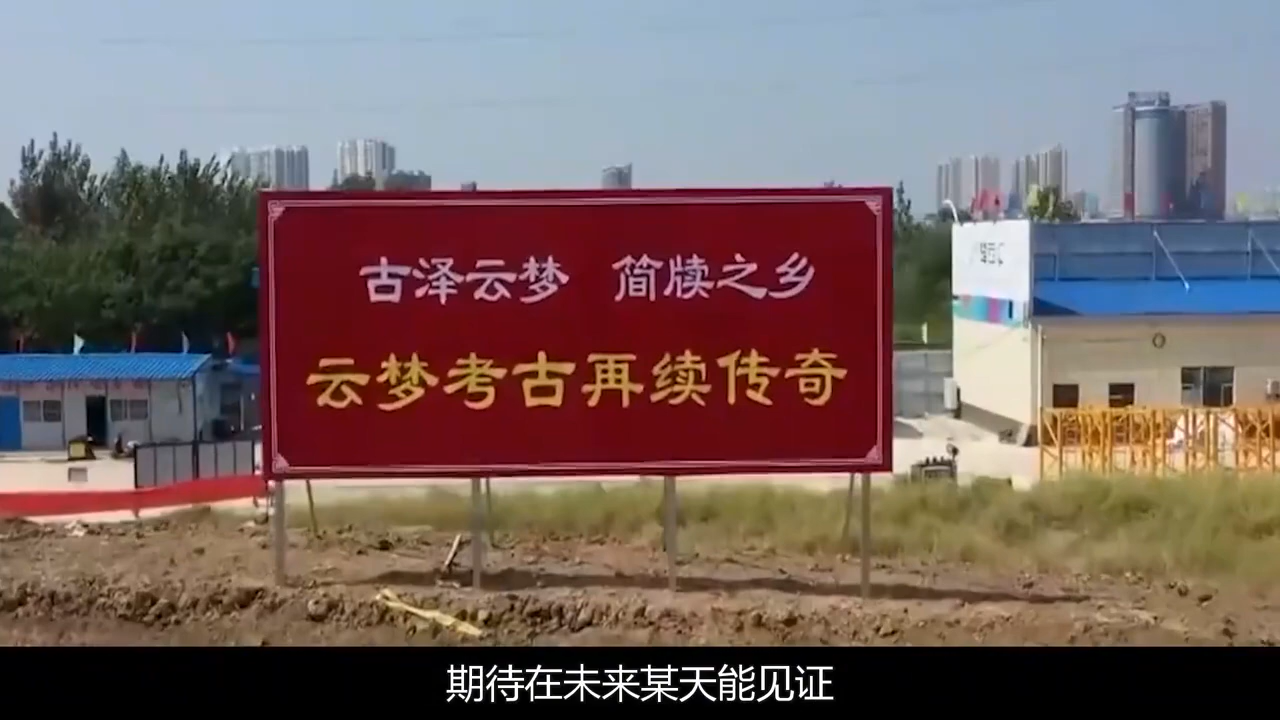 古泽云梦 简牍之乡
云梦考古再续传奇
期待在未来某天能见证